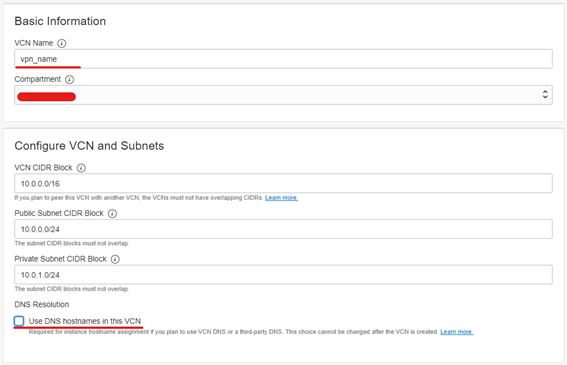 Basic Information
VCN Name
vpn_name
Compartment
Configure VCN and Subnets
VCN CIDR Block
10.0.0.0/16
If you plan to peer this VCN with another VCN, the VCNs must not have overlapping CIDRs. Learn more.
Public Subnet CIDR Block
10.0.0.0/24
The subnet CIDR blocks must not overlap.
Private Subnet CIDR Block
10.0.1.0/24
The subnet CIDR blocks must not overlap.
DNS Resolution
Use DNS hostnames in this VCN
Required for instance hostname assignment if you plan to use VCN DNS or a third-party DNS. This choice cannot be changed after the VCN is created. Learn more.